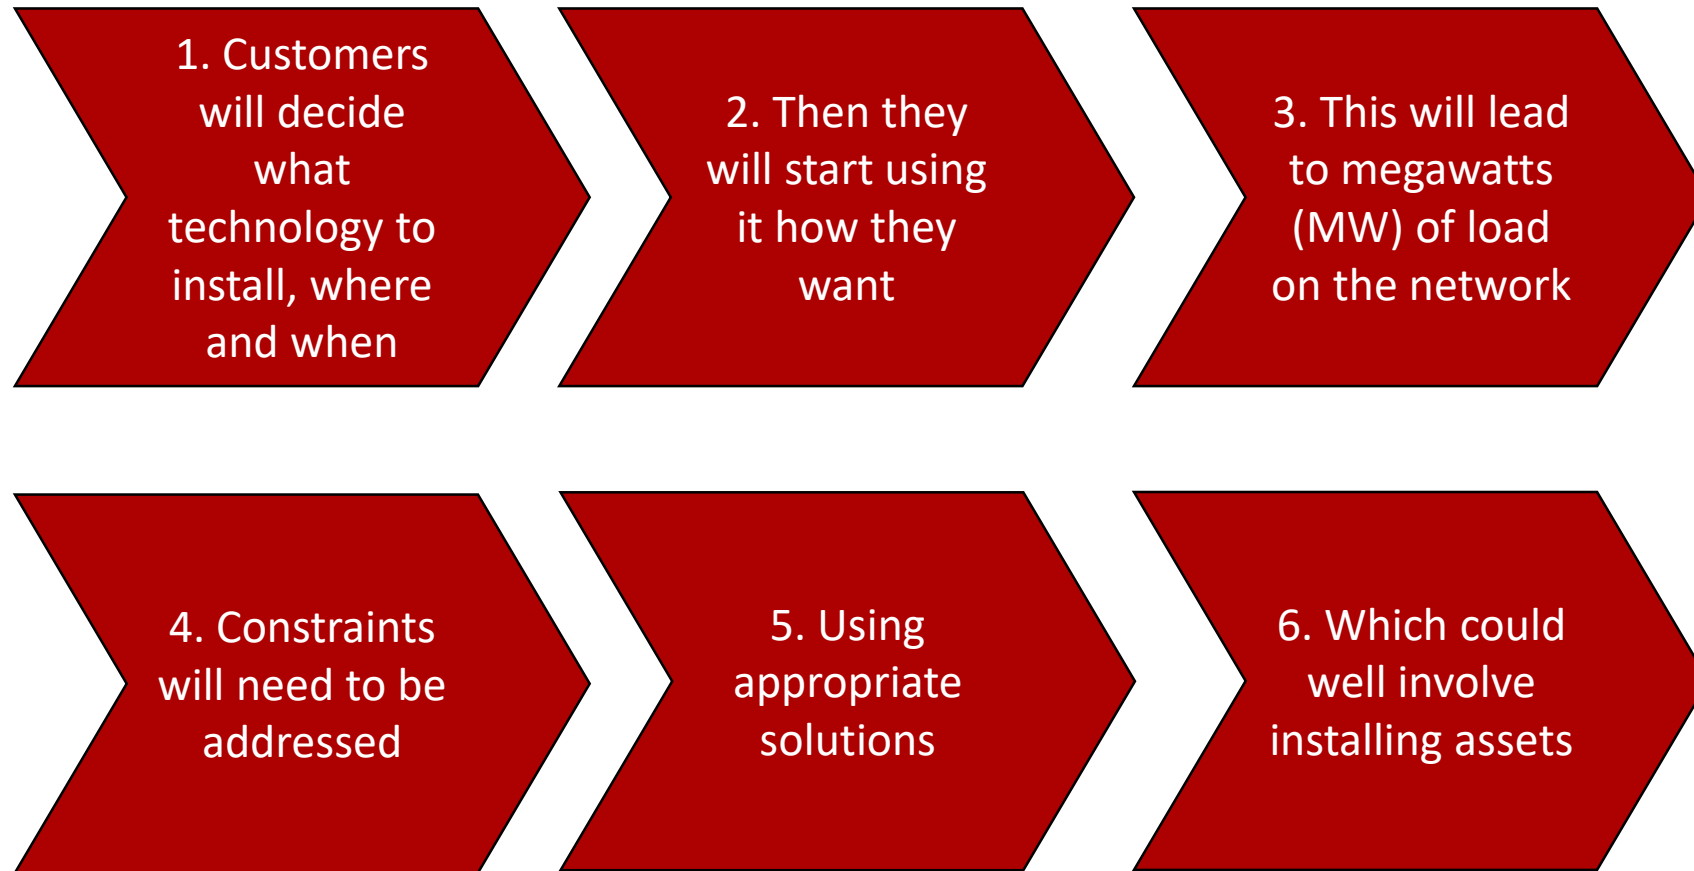 1. Customers
will decide
what
technology to
install, where
and when
2. Then they
will start using
it how they
want
3. This will lead
to megawatts
(MW) of load
on the network
4. Constraints
will need to be
addressed
5. Using
appropriate
solutions
6. Which could
well involve
installing assets